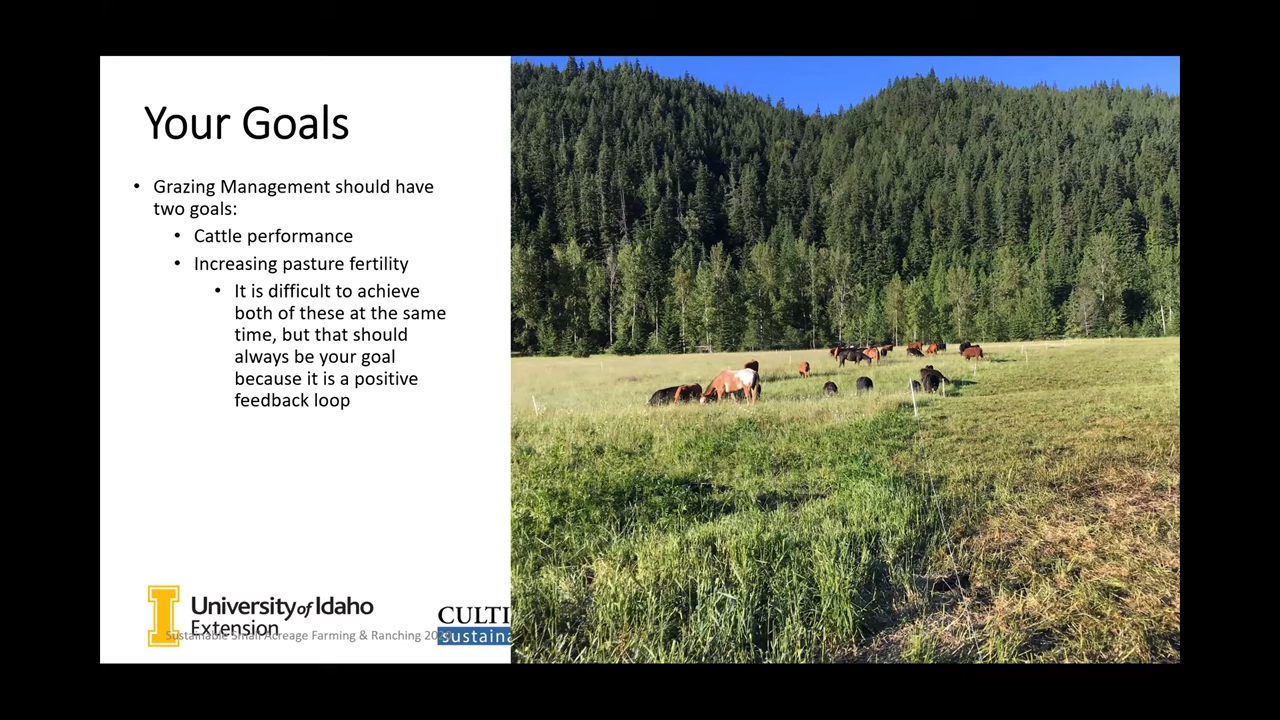 Your Goals
• Grazing Management should have
two goals:
• Cattle performance
• Increasing pasture fertility
• It is difficult to achieve
both of these at the same
time, but that should
always be your goal
because it is a positive
feedback loop
I University of Idaho
Extension
Sustainable Small Acreage Farming & Ranching
CULTI
Sustaina